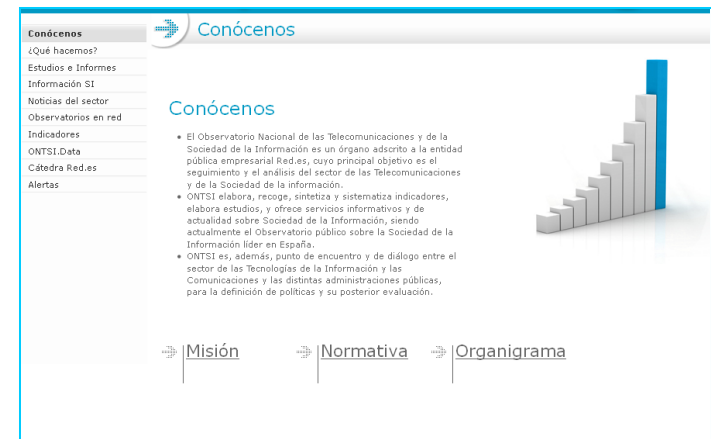 Conócenos
¿Qué hacemos?
Estudios e Informes
Información SI
Noticias del sector
Observatorios en red
Indicadores
ONTSI.Data
Cátedra Red.es
Alertas
Conócenos
Conócenos
El Observatorio Nacional de las Telecomunicaciones y de la
Sociedad de la Información es un órgano adscrito a la entidad
pública empresarial Red.es, cuyo principal objetivo es el
seguimiento y el análisis del sector de las Telecomunicaciones
y de la Sociedad de la información.
ONTSI elabora, recoge, sintetiza y sistematiza indicadores,
elabora estudios, y ofrece servicios informativos y de
actualidad sobre Sociedad de la Información, siendo
actualmente el Observatorio público sobre la Sociedad de la
Información líder en España.
ONTSI es, además, punto de encuentro y de diálogo entre el
sector de las Tecnologías de la Información y las
Comunicaciones y las distintas administraciones públicas,
para la definición de políticas y su posterior evaluación.
Misión
Normativa
Organigrama